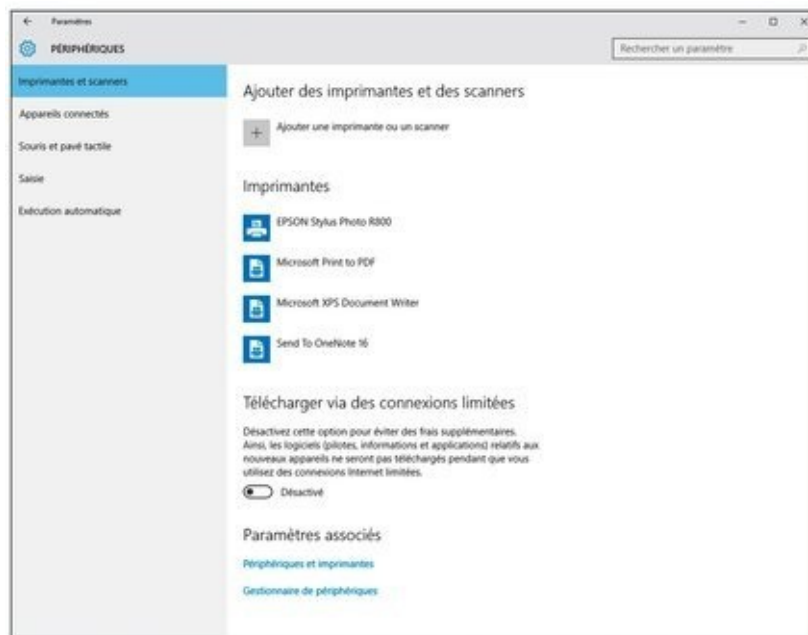 Paramètres
PÉRIPHÉRIQUES
Rechercher un paramètre
Imprimantes et scanners
Appareils connectés
Souris et pavé tactile
Saisie
Exécution automatique
Ajouter des imprimantes et des scanners
Ajouter une imprimante ou un scanner
Imprimantes
EPSON Stylus Photo R800
Microsoft Print to PDF
Microsoft XPS Document Writer
Send To OneNote 16
Télécharger via des connexions limitées
Désactivez cette option pour éviter des frais supplémentaires.
Ainsi, les logiciels (pilotes, informations et applications) relatifs aux
nouveaux appareils ne seront pas téléchargés pendant que vous
utilisez des connexions Internet limitées.
Désactivé
Paramètres associés
Périphériques et imprimantes
Gestionnaire de périphériques